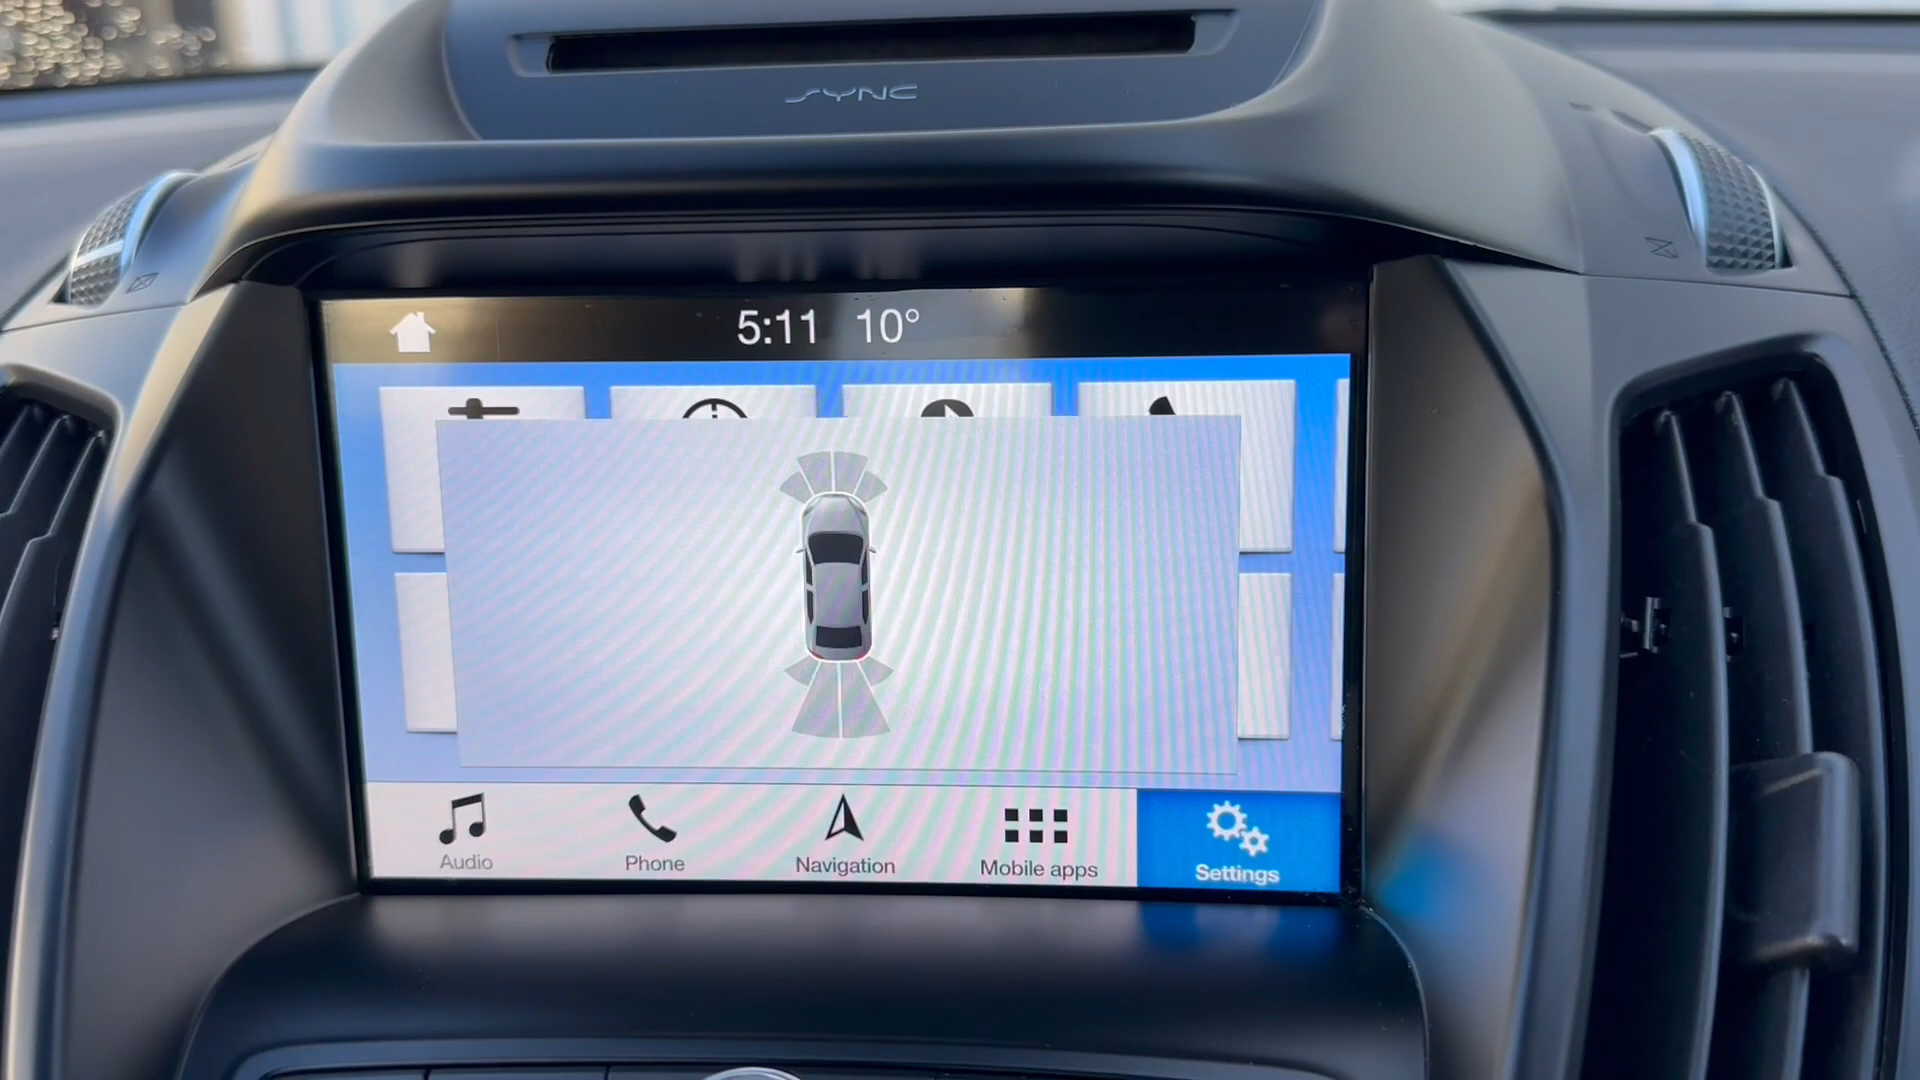 SYNC
5:11 10°
Audio
Phone
Navigation
Mobile apps
Settings